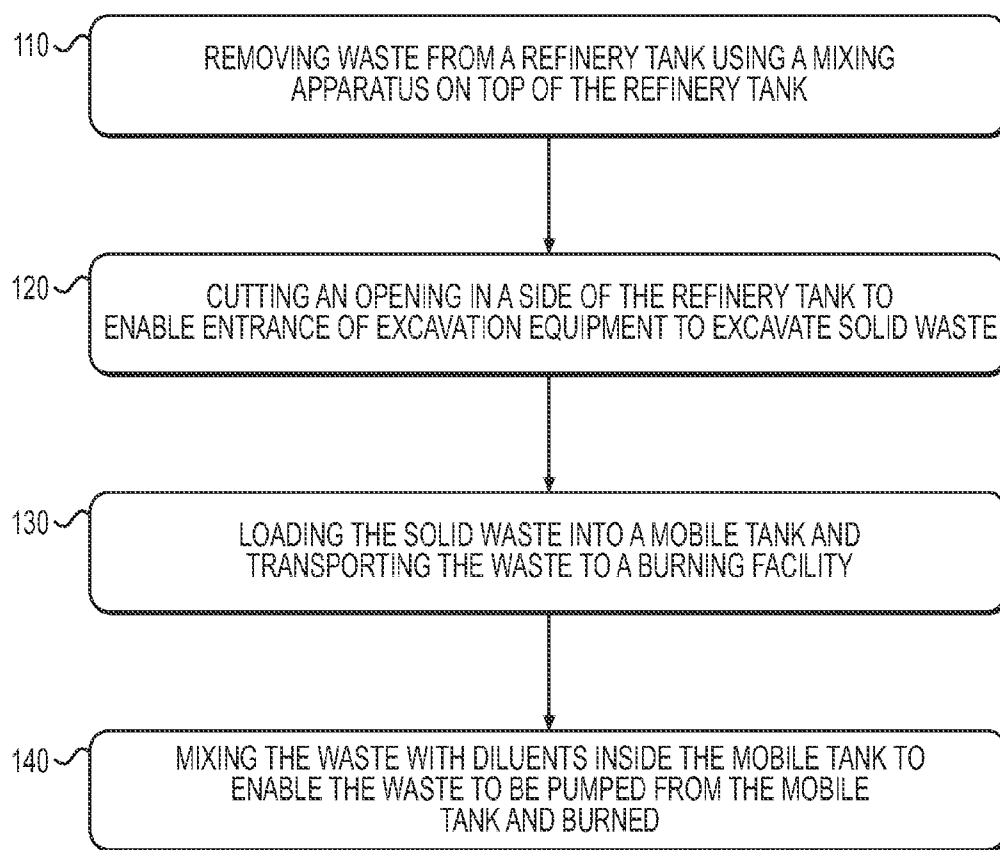 110
REMOVING WASTE FROM A REFINERY TANK USING A MIXING
APPARATUS ON TOP OF THE REFINERY TANK
120
CUTTING AN OPENING IN A SIDE OF THE REFINERY TANK TO
ENABLE ENTRANCE OF EXCAVATION EQUIPMENT TO EXCAVATE SOLID WASTE
130
LOADING THE SOLID WASTE INTO A MOBILE TANK AND
TRANSPORTING THE WASTE TO A BURNING FACILITY
140
MIXING THE WASTE WITH DILUENTS INSIDE THE MOBILE TANK TO
ENABLE THE WASTE TO BE PUMPED FROM THE MOBILE
TANK AND BURNED